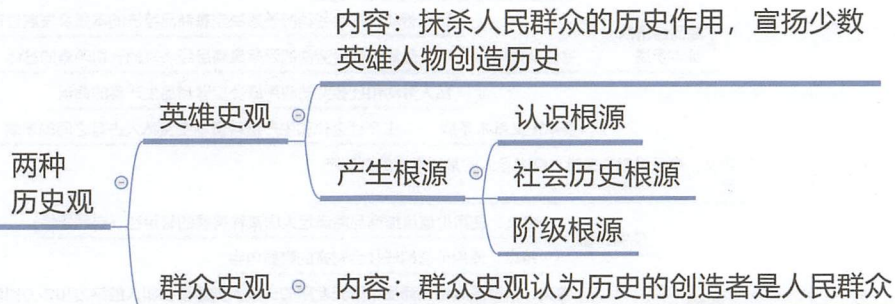 内容：抹杀人民群众的历史作用，宣扬少数
英雄人物创造历史
英雄史观
认识根源
两种
历史观
产生根源
社会历史根源
阶级根源
群众史观
内容：群众史观认为历史的创造者是人民群众